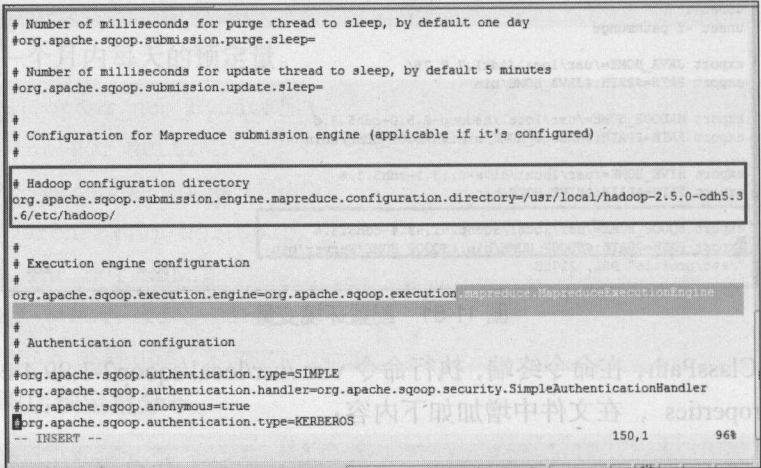 # Number of milliseconds for purge thread to sleep, by default one day
#org.apache.sqoop.submission.purge.sleep=
# Number of milliseconds for update thread to sleep, by default 5 minutes
#org.apache.sqoop.submission.update.sleep=
#
# Configuration for Mapreduce submission engine (applicable if it's configured)
#
# Hadoop configuration directory
org.apache.sqoop.submission.engine.mapreduce.configuration.directory=/usr/local/hadoop-2.5.0-cdh5.3
.6/etc/hadoop/
#
# Execution engine configuration
#
org.apache.sqoop.execution.engine=org.apache.sqoop.execution.mapreduce.MapreduceExecutionEngine
#
# Authentication configuration
#
#org.apache.sqoop.authentication.type=SIMPLE
#org.apache.sqoop.authentication.handler=org.apache.sqoop.security.SimpleAuthenticationHandler
#org.apache.sqoop.anonymous=true
#org.apache.sqoop.authentication.type=KERBEROS
-- INSERT -- 150,1 96%